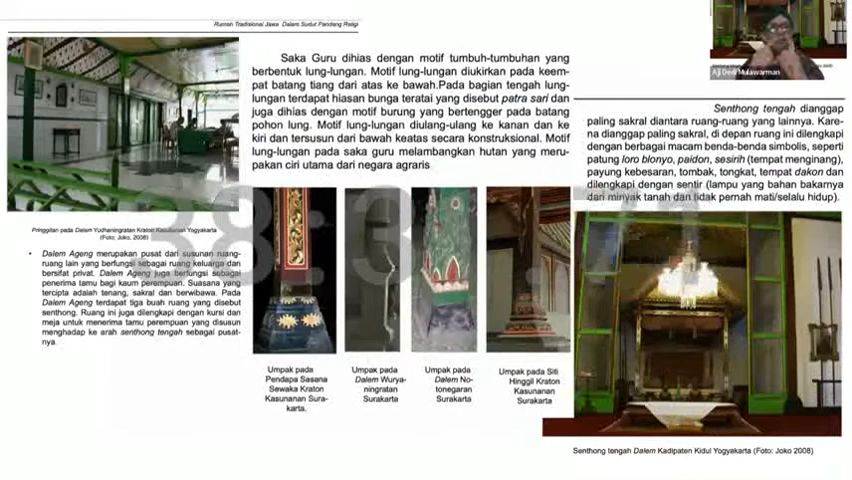 Rumah Tradisional Jawa Dalam Sudut Pandang Religi
Saka Guru dihias dengan motif tumbuh-tumbuhan yang
berbentuk lung-lungan. Motif lung-lungan diukirkan pada keem-
pat batang tiang dari atas ke bawah.Pada bagian tengah lung-
lungan terdapat hiasan bunga teratai yang disebut patra sari dan
juga dihias dengan motif burung yang bertengger pada batang
pohon lung. Motif lung-lungan diulang-ulang ke kanan dan ke
kiri dan tersusun dari bawah keatas secara konstruksional. Motif
lung-lungan pada saka guru melambangkan hutan yang meru-
pakan ciri utama dari negara agraris
Aji Dedi Mulawarman
Senthong tengah dianggap
paling sakral diantara ruang-ruang yang lainnya. Kare-
na dianggap paling sakral, di depan ruang ini dilengkapi
dengan berbagai macam benda-benda simbolis, seperti
patung loro blonyo, paidon, sesirih (tempat menginang),
payung kebesaran, tombak, tongkat, tempat dakon dan
dilengkapi dengan sentir (lampu yang bahan bakarnya
dari minyak tanah dan tidak pernah mati/selalu hidup).
Pringgitan pada Dalem Yudhaningratan Kraton Kasultanan Yogyakarta
(Foto: Joko, 2008)
• Dalem Ageng merupakan pusat dari susunan ruang-
ruang lain yang berfungsi sebagai ruang keluarga dan
bersifat privat. Dalem Ageng juga berfungsi sebagai
penerima tamu bagi kaum perempuan. Suasana yang
tercipta adalah tenang, sakral dan berwibawa. Pada
Dalem Ageng terdapat tiga buah ruang yang disebut
senthong. Ruang ini juga dilengkapi dengan kursi dan
meja untuk menerima tamu perempuan yang disusun
menghadap ke arah senthong tengah sebagai pusat-
nya.
Umpak pada
Pendapa Sasana
Sewaka Kraton
Kasunanan Sura-
karta.
Umpak pada
Dalem Wurya-
ningratan
Surakarta
Umpak pada
Dalem No-
tonegaran
Surakarta
Umpak pada Siti
Hinggil Kraton
Kasunanan
Surakarta
Senthong tengah Dalem Kadipaten Kidul Yogyakarta (Foto: Joko 2008)